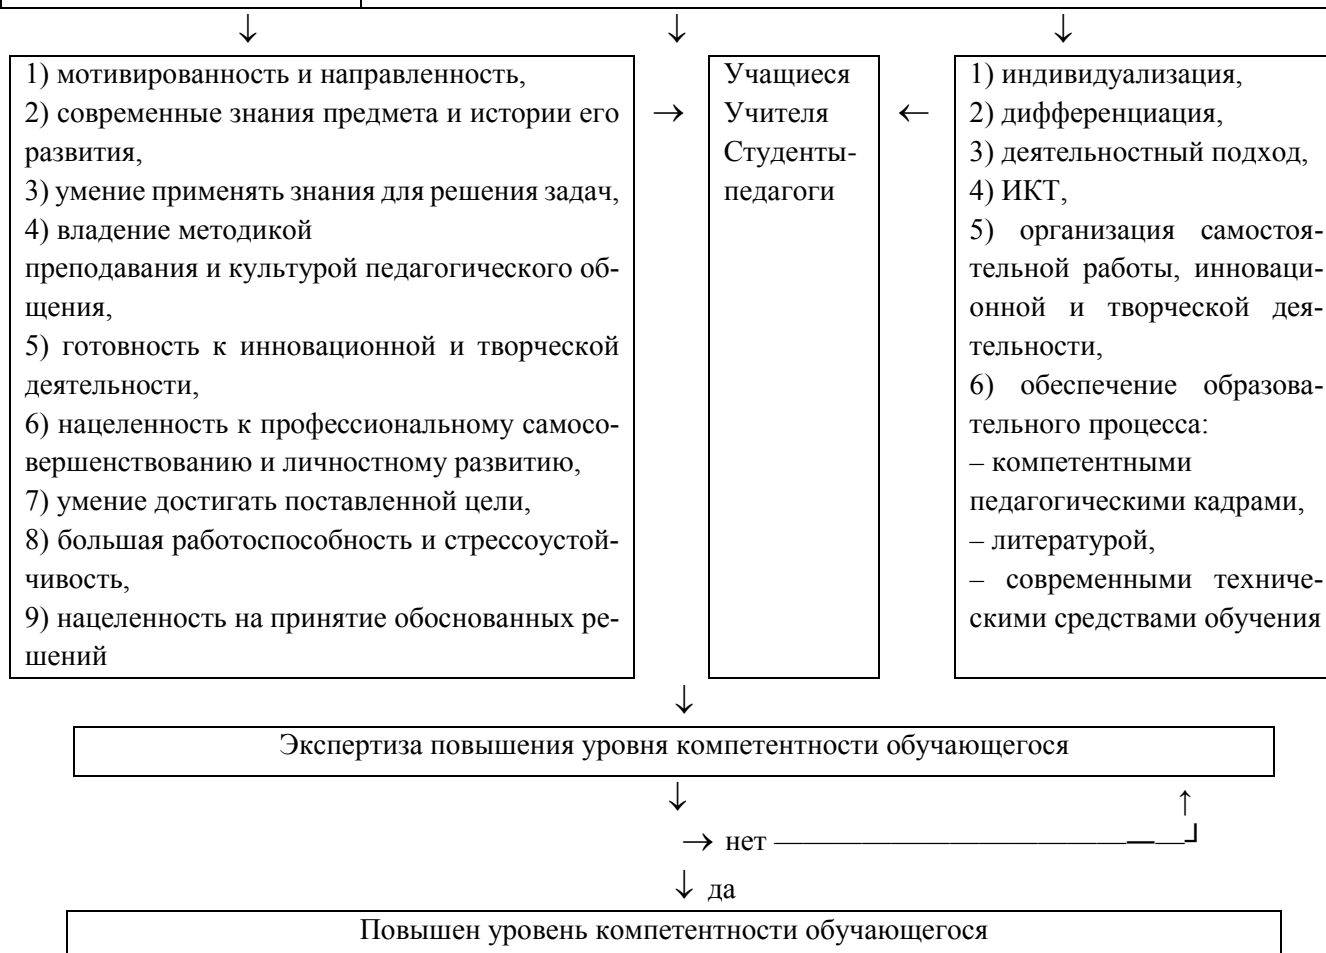 ↓ ↓ ↓
1) мотивированность и направленность,
2) современные знания предмета и истории его
развития,
3) умение применять знания для решения задач,
4) владение методикой
преподавания и культурой педагогического об-
щения,
5) готовность к инновационной и творческой
деятельности,
6) нацеленность к профессиональному самосо-
вершенствованию и личностному развитию,
7) умение достигать поставленной цели,
8) большая работоспособность и стрессоустой-
чивость,
9) нацеленность на принятие обоснованных ре-
шений
→
Учащиеся
Учителя
Студенты-
педагоги
←
1) индивидуализация,
2) дифференциация,
3) деятельностный подход,
4) ИКТ,
5) организация самостоя-
тельной работы, инноваци-
онной и творческой дея-
тельности,
6) обеспечение образова-
тельного процесса:
– компетентными
педагогическими кадрами,
– литературой,
– современными техниче-
скими средствами обучения
↓
Экспертиза повышения уровня компетентности обучающегося
↓ ↑
→ нет
↓ да
Повышен уровень компетентности обучающегося